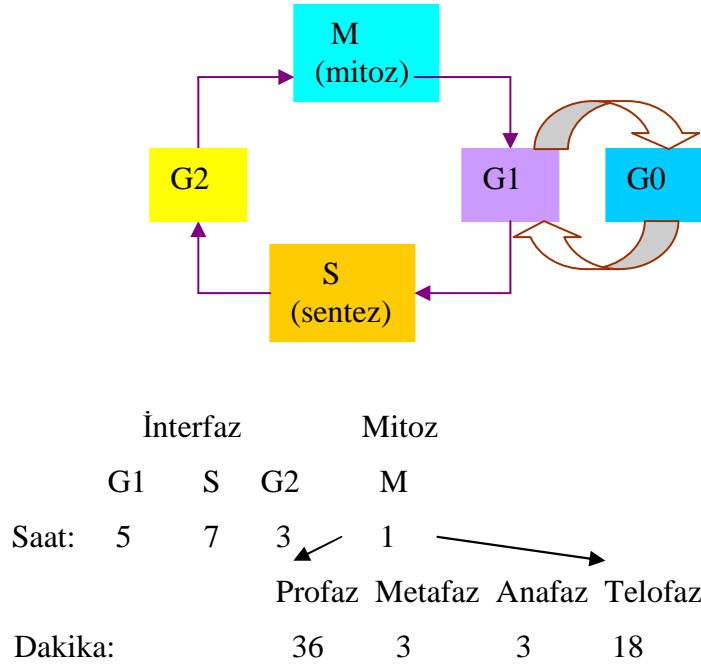 M
(mitoz)
G2
G1
G0
S
(sentez)
İnterfaz Mitoz
G1 S G2 M
Saat: 5 7 3 1
Profaz Metafaz Anafaz Telofaz
Dakika: 36 3 3 18